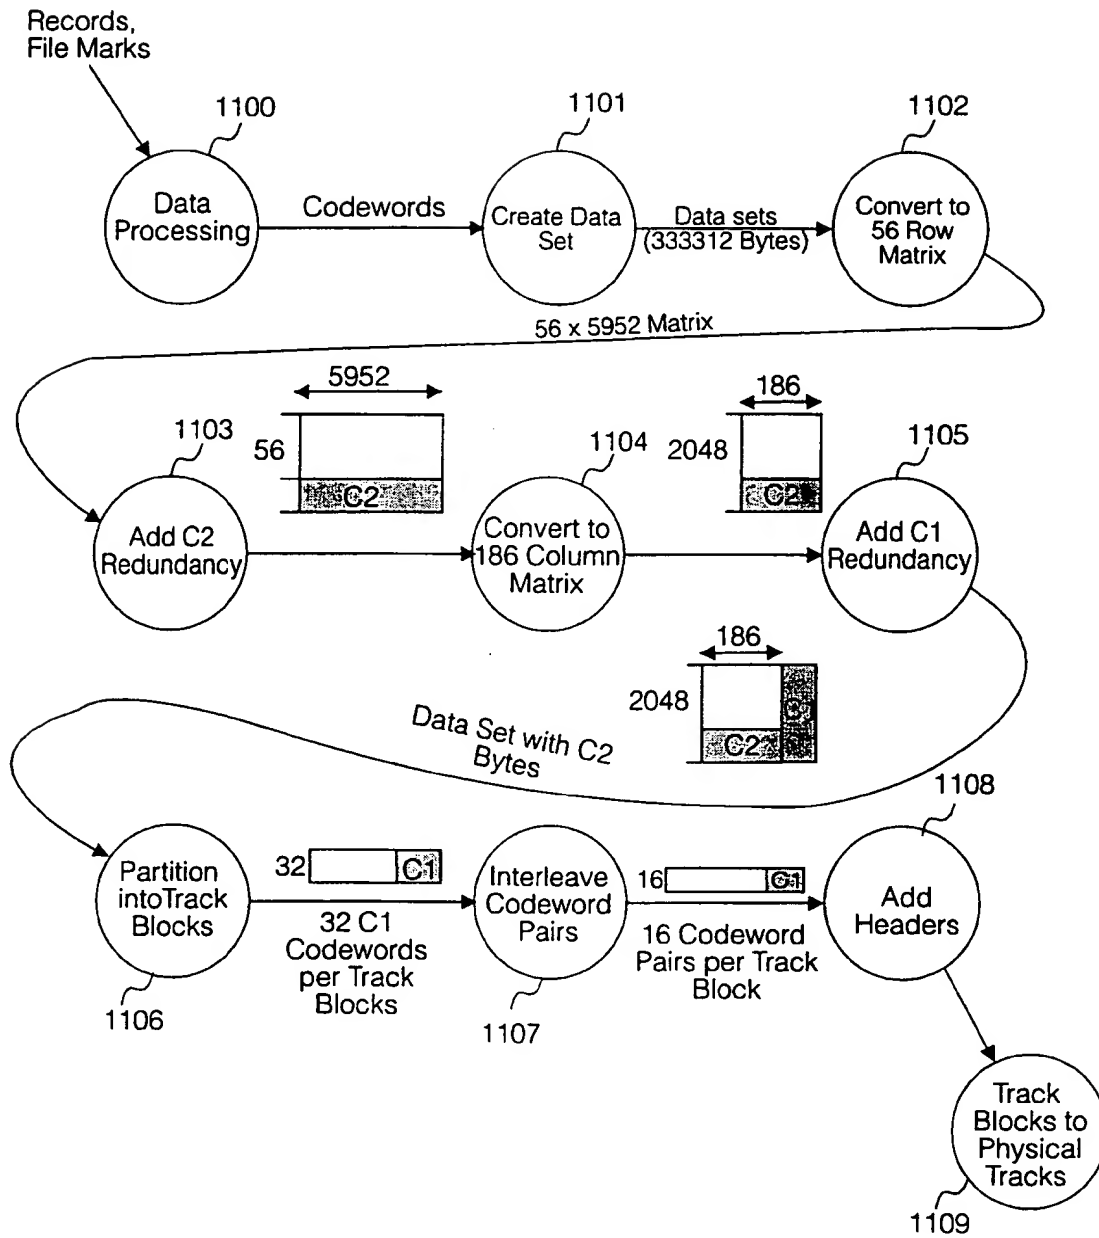 Records,
File Marks
1100
1101
1102
Data
Processing
Codewords
Create Data
Set
Data sets
(333312 Bytes)
Convert to
56 Row
Matrix
56 x 5952 Matrix
5952
186
1103
56
C2
1104
2048
C2
1105
Add C2
Redundancy
Convert to
186 Column
Matrix
Add C1
Redundancy
186
2048
C2
Data Set with C2
Bytes
1108
Partition
intoTrack
Blocks
32
C1
32 C1
Codewords
per Track
Blocks
Interleave
Codeword
Pairs
16
C1
16 Codeword
Pairs per Track
Block
Add
Headers
1106
1107
Track
Blocks to
Physical
Tracks
1109